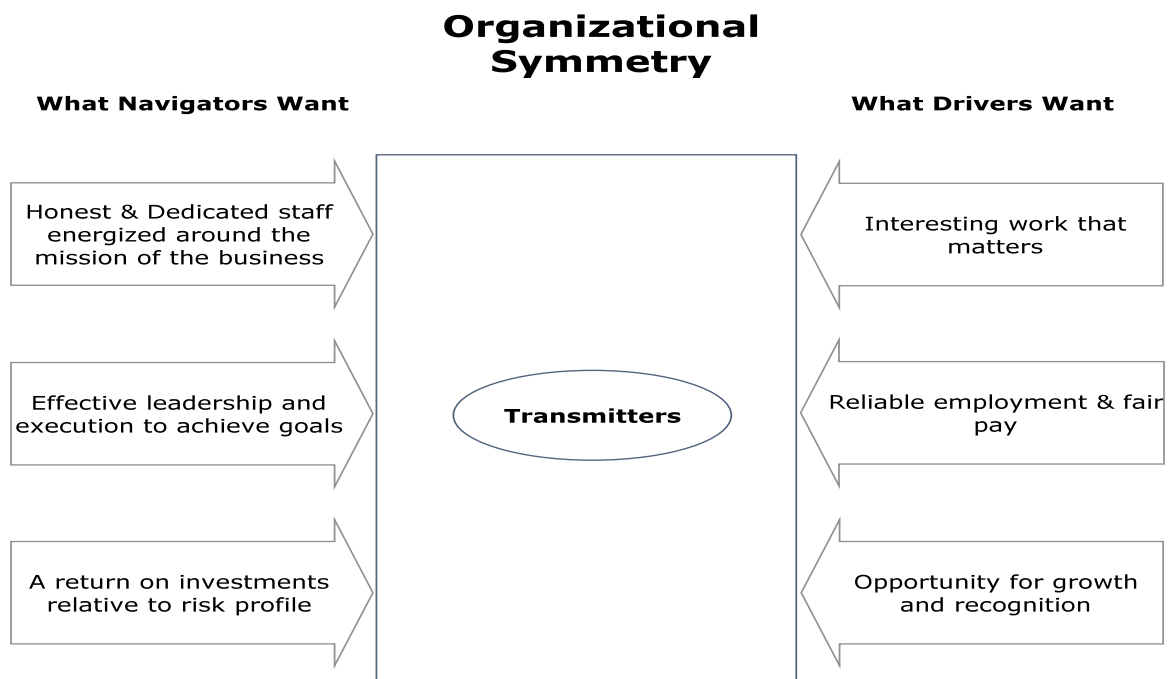 Organizational
Symmetry
What Navigators Want
What Drivers Want
Honest & Dedicated staff
energized around the
mission of the business
Interesting work that
matters
Effective leadership and
execution to achieve goals
Transmitters
Reliable employment & fair
pay
A return on investments
relative to risk profile
Opportunity for growth
and recognition